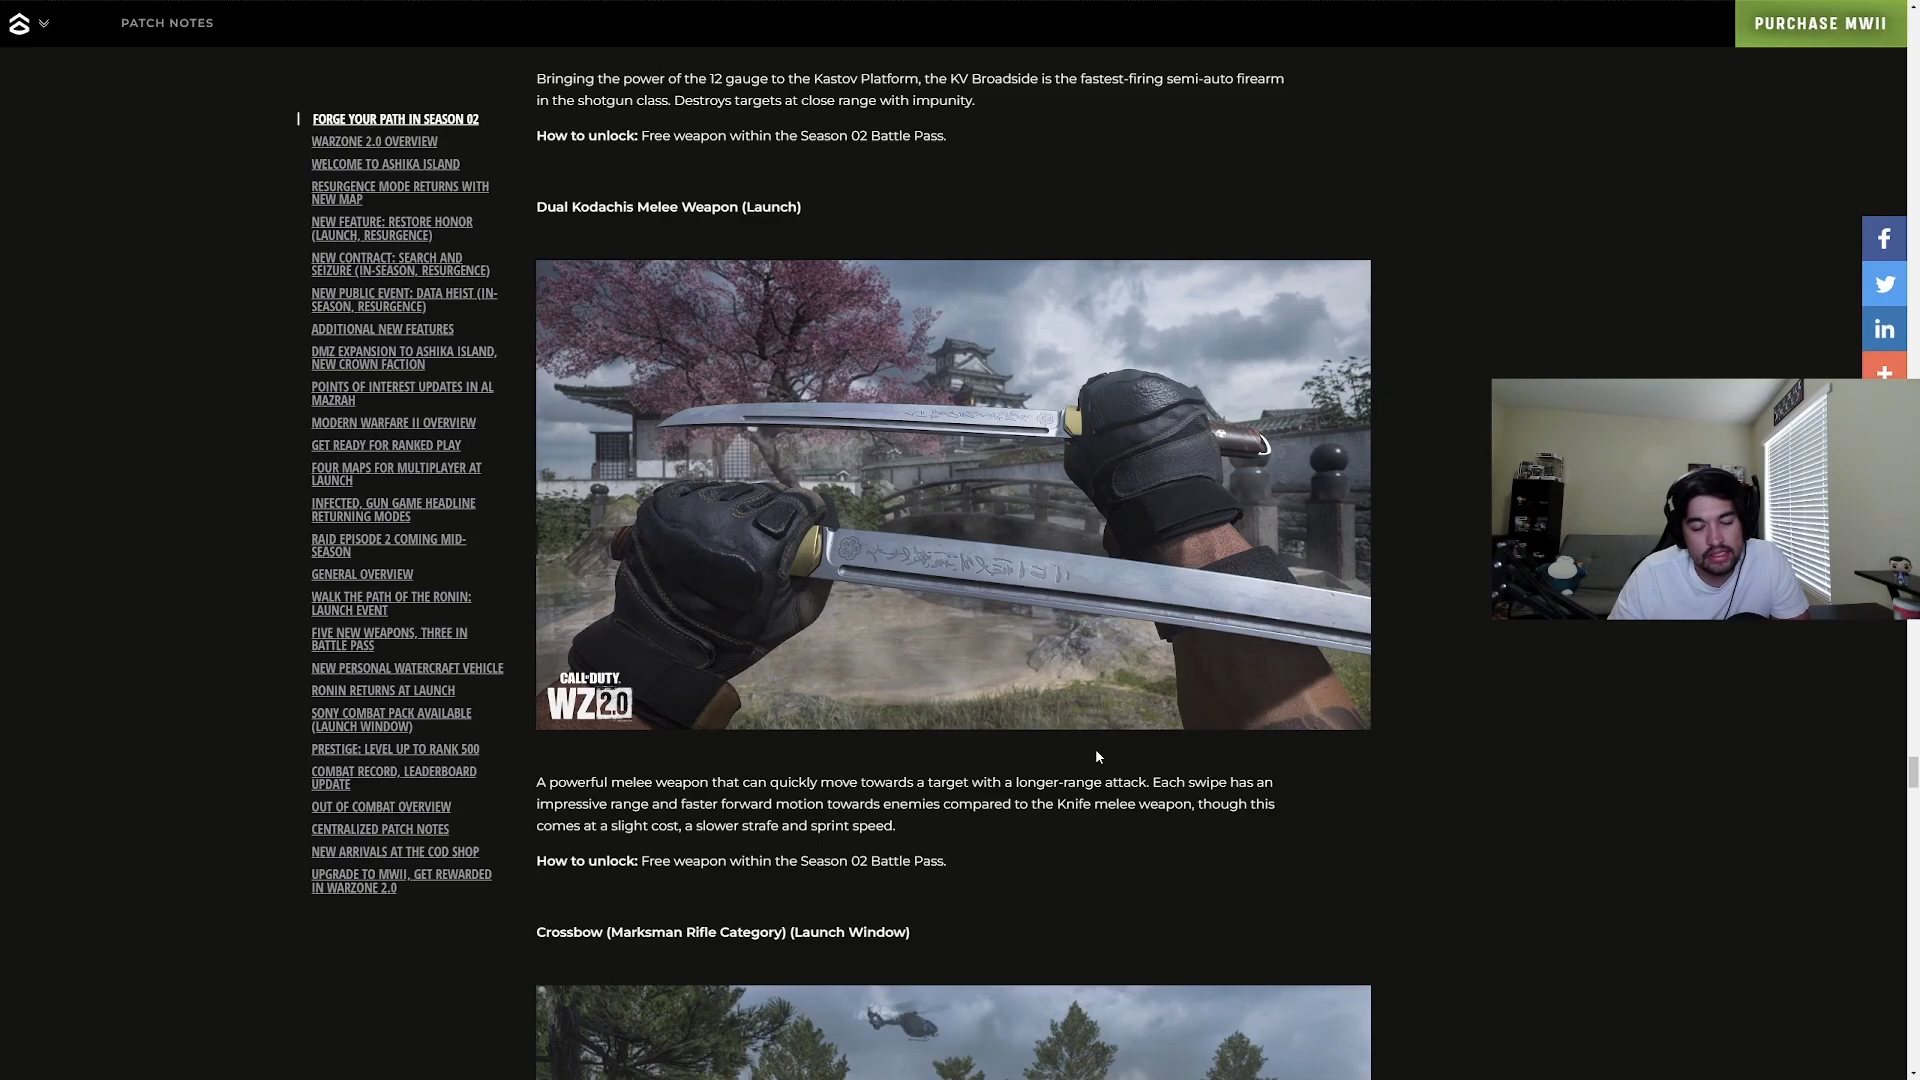 PATCH NOTES
PURCHASE MWII
FORGE YOUR PATH IN SEASON 02
WARZONE 2.0 OVERVIEW
WELCOME TO ASHIKA ISLAND
RESURGENCE MODE RETURNS WITH
NEW MAP
NEW FEATURE: RESTORE HONOR
(LAUNCH, RESURGENCE)
NEW CONTRACT: SEARCH AND
SEIZURE (IN-SEASON, RESURGENCE)
NEW PUBLIC EVENT: DATA HEIST (IN-
SEASON, RESURGENCE)
ADDITIONAL NEW FEATURES
DMZ EXPANSION TO ASHIKA ISLAND,
NEW CROWN FACTION
POINTS OF INTEREST UPDATES IN AL
MAZRAH
MODERN WARFARE II OVERVIEW
GET READY FOR RANKED PLAY
FOUR MAPS FOR MULTIPLAYER AT
LAUNCH
INFECTED, GUN GAME HEADLINE
RETURNING MODES
RAID EPISODE 2 COMING MID-
SEASON
GENERAL OVERVIEW
WALK THE PATH OF THE RONIN:
LAUNCH EVENT
FIVE NEW WEAPONS, THREE IN
BATTLE PASS
NEW PERSONAL WATERCRAFT VEHICLE
RONIN RETURNS AT LAUNCH
SONY COMBAT PACK AVAILABLE
(LAUNCH WINDOW)
PRESTIGE: LEVEL UP TO RANK 500
COMBAT RECORD, LEADERBOARD
UPDATE
OUT OF COMBAT OVERVIEW
CENTRALIZED PATCH NOTES
NEW ARRIVALS AT THE COD SHOP
UPGRADE TO MWII, GET REWARDED
IN WARZONE 2.0
Bringing the power of the 12 gauge to the Kastov Platform, the KV Broadside is the fastest-firing semi-auto firearm
in the shotgun class. Destroys targets at close range with impunity.
How to unlock: Free weapon within the Season 02 Battle Pass.
Dual Kodachis Melee Weapon (Launch)
CALL OF DUTY
WZ 2.0
A powerful melee weapon that can quickly move towards a target with a longer-range attack. Each swipe has an
impressive range and faster forward motion towards enemies compared to the Knife melee weapon, though this
comes at a slight cost, a slower strafe and sprint speed.
How to unlock: Free weapon within the Season 02 Battle Pass.
Crossbow (Marksman Rifle Category) (Launch Window)